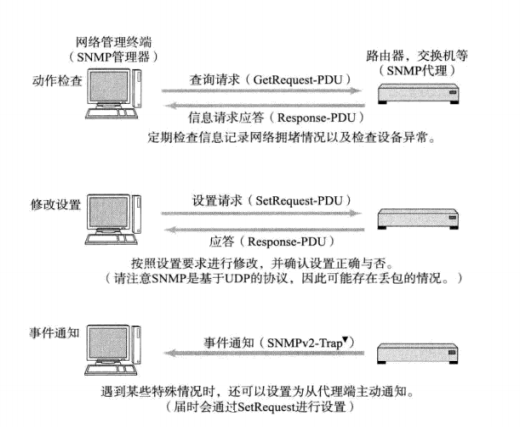 网络管理终端
（SNMP管理器）
路由器，交换机等
（SNMP代理）
动作检查
查询请求（GetRequest-PDU）
信息请求应答（Response-PDU）
定期检查信息记录网络拥堵情况以及检查设备异常。
修改设置
设置请求（SetRequest-PDU）
应答（Response-PDU）
按照设置要求进行修改，并确认设置正确与否。
（请注意SNMP是基于UDP的协议，因此可能存在丢包的情况。）
事件通知
事件通知（SNMPv2-Trap▼）
遇到某些特殊情况时，还可以设置为从代理端主动通知。
（届时会通过SetRequest进行设置）